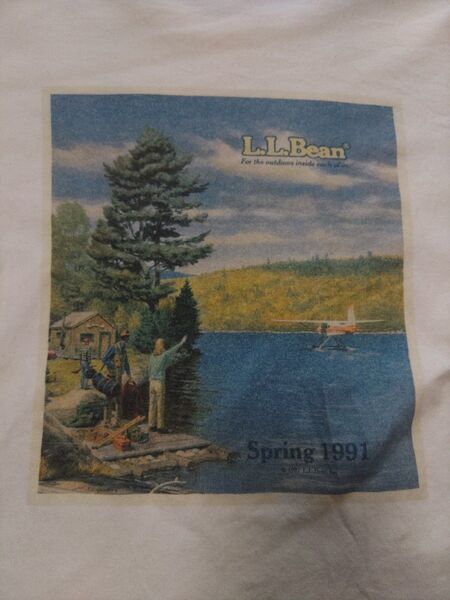 L.L.Bean®
For the outdoors inside each of us.
Spring 1991